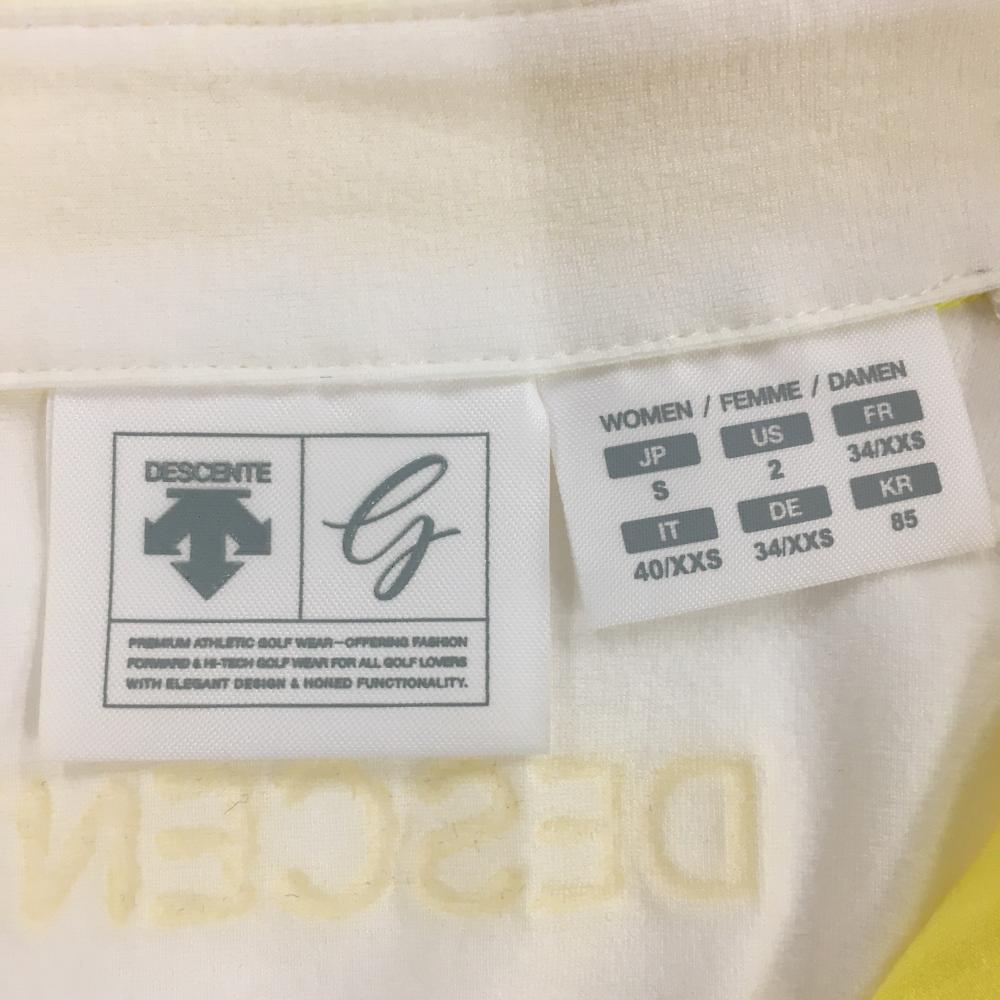 DESCENTE
G
PREMIUM ATHLETIC GOLF WEAR—OFFERING FASHION
FORWARD & HI-TECH GOLF WEAR FOR ALL GOLF LOVERS
WITH ELEGANT DESIGN & HONED FUNCTIONALITY.
WOMEN / FEMME / DAMEN
JP US FR
S 2 34/XXS
IT DE KR
40/XXS 34/XXS 85
DESCEN